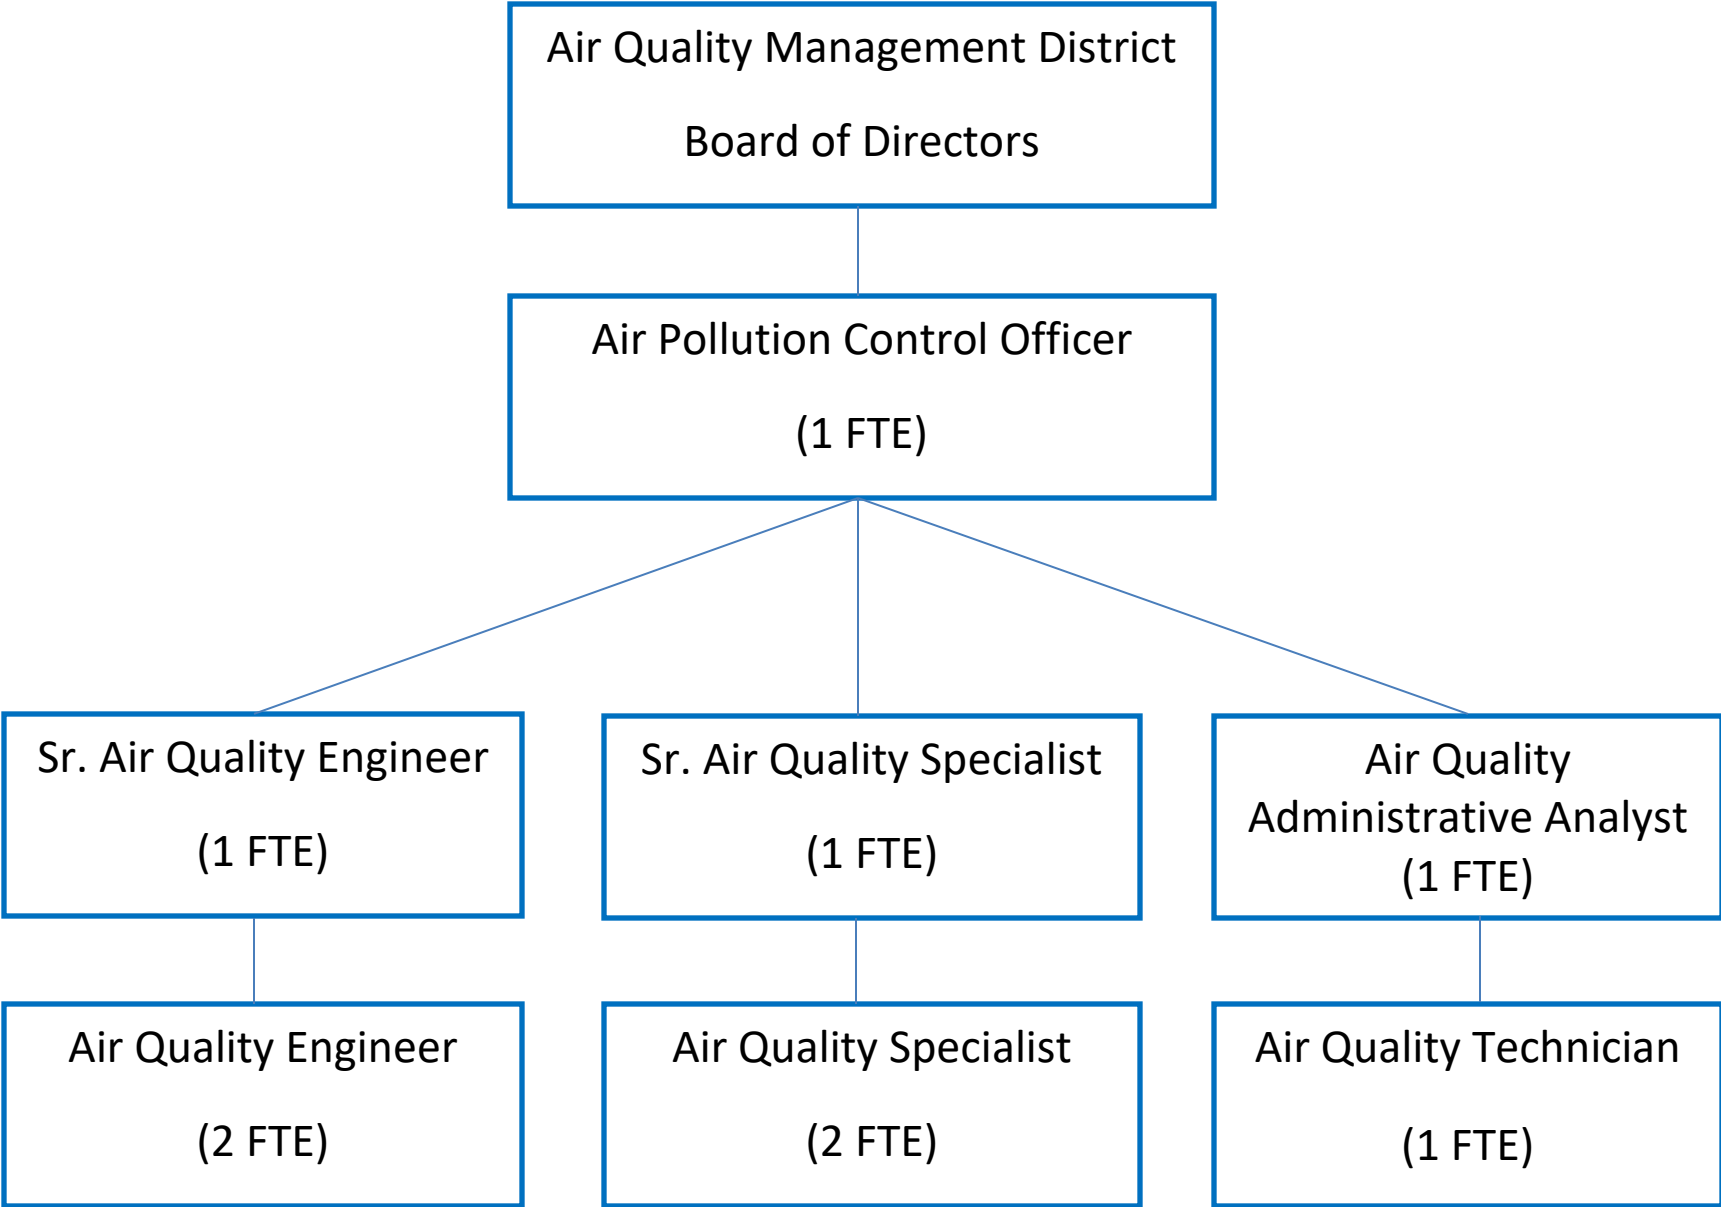 Air Quality Management District
Board of Directors
Air Pollution Control Officer
(1 FTE)
Sr. Air Quality Engineer
(1 FTE)
Sr. Air Quality Specialist
(1 FTE)
Air Quality
Administrative Analyst
(1 FTE)
Air Quality Engineer
(2 FTE)
Air Quality Specialist
(2 FTE)
Air Quality Technician
(1 FTE)